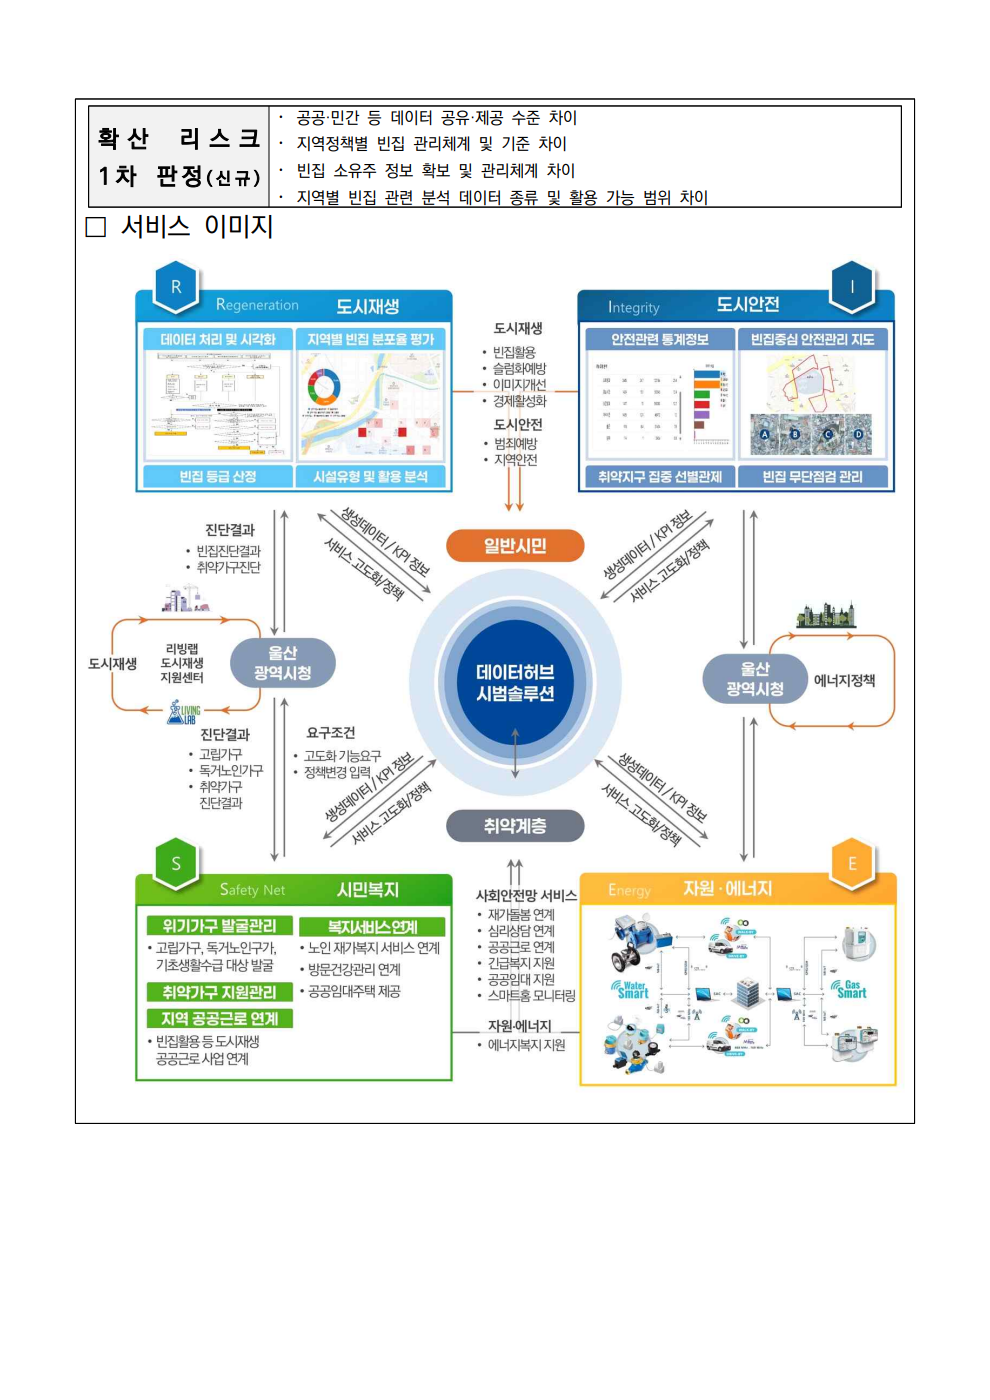 확산 리스크
1차 판정(신규)
· 공공·민간 등 데이터 공유·제공 수준 차이
· 지역정책별 빈집 관리체계 및 기준 차이
· 빈집 소유주 정보 확보 및 관리체계 차이
· 지역별 빈집 관련 분석 데이터 종류 및 활용 가능 범위 차이
□ 서비스 이미지
R
Regeneration 도시재생
데이터 처리 및 시각화
지역별 빈집 분포율 평가
빈집 등급 산정
시설유형 및 활용 분석
도시재생
• 빈집활용
• 슬럼화예방
• 이미지개선
• 경제활성화
도시안전
• 범죄예방
• 지역안전
I
Integrity 도시안전
안전관련 통계정보
빈집중심 안전관리 지도
A B C D
취약지구 집중 선별관제
빈집 무단점검 관리
일반시민
진단결과
• 빈집진단결과
• 취약가구진단
생성데이터 / KPI 정보
서비스 고도화/정책
생성데이터 / KPI 정보
서비스 고도화/정책
도시재생
리빙랩
도시재생
지원센터
LIVING
LAB
울산
광역시청
데이터허브
시범솔루션
울산
광역시청
에너지정책
진단결과
• 고립가구
• 독거노인가구
• 취약가구
진단결과
요구조건
• 고도화 기능요구
• 정책변경 입력
생성데이터 / KPI 정보
서비스 고도화/정책
생성데이터 / KPI 정보
서비스 고도화/정책
취약계층
S
Safety Net 시민복지
위기가구 발굴관리
• 고립가구, 독거노인구가,
기초생활수급 대상 발굴
취약가구 지원관리
지역 공공근로 연계
• 빈집활용 등 도시재생
공공근로 사업 연계
복지서비스 연계
• 노인 재가복지 서비스 연계
• 방문건강관리 연계
• 공공임대주택 제공
사회안전망 서비스
• 재가돌봄 연계
• 심리상담 연계
• 공공근로 연계
• 긴급복지 지원
• 공공임대 지원
• 스마트홈 모니터링
자원·에너지
• 에너지복지 지원
E
Energy 자원·에너지
Water
Smart
Gas
Smart